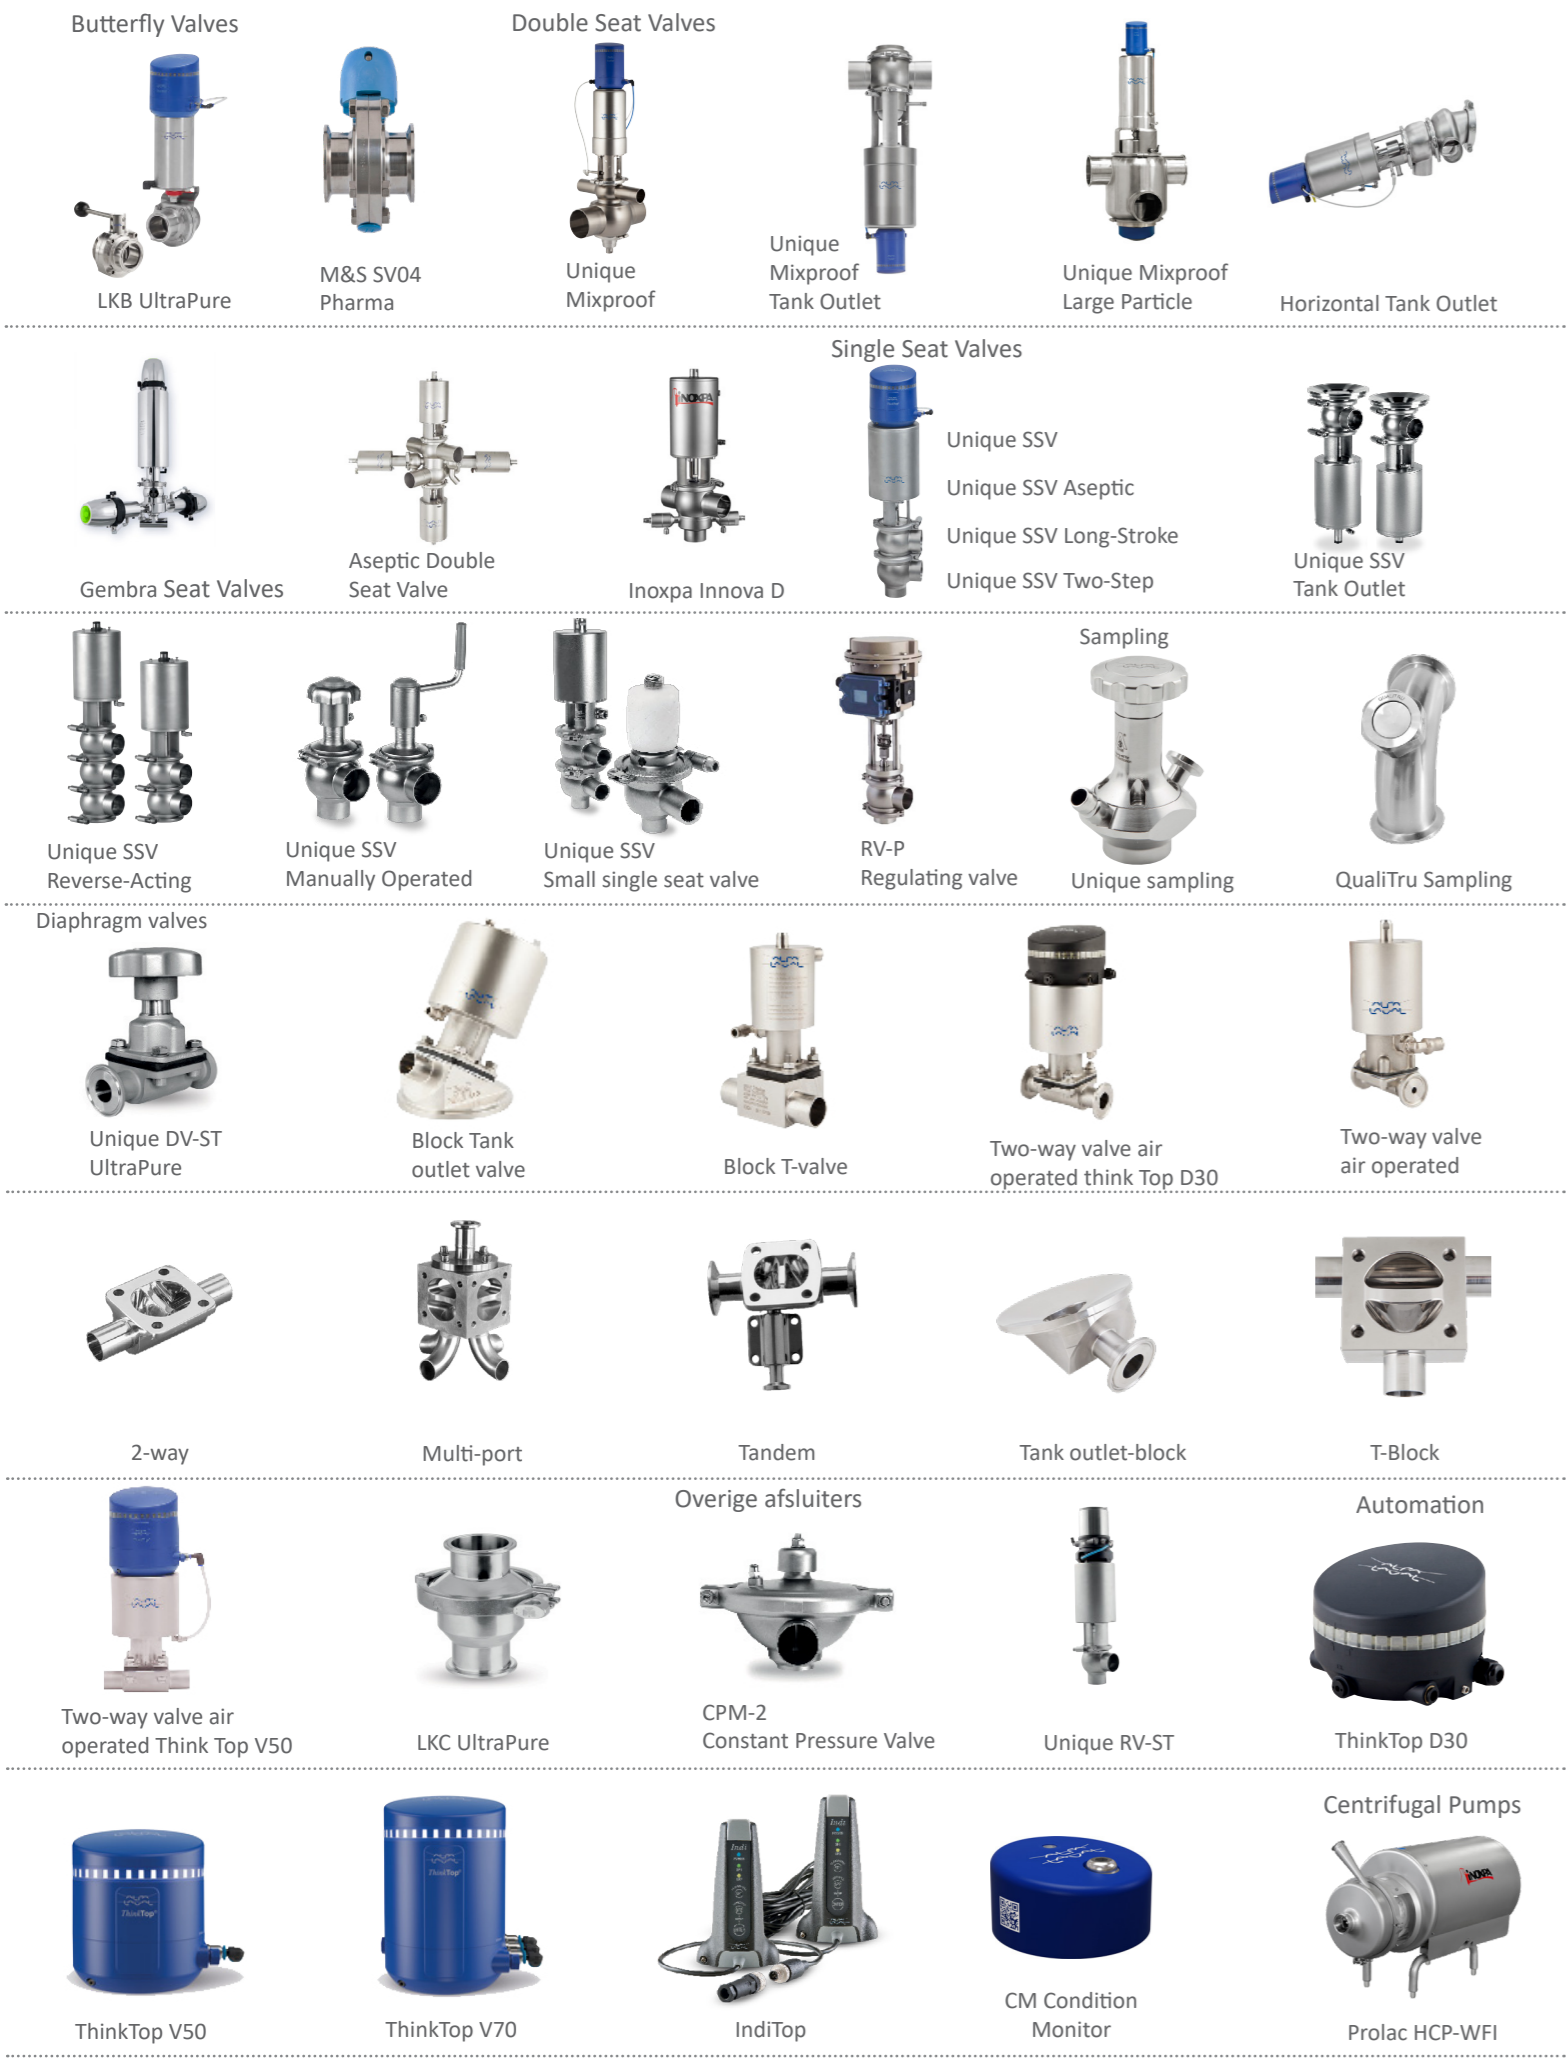 Butterfly Valves
Double Seat Valves
LKB UltraPure
M&S SV04
Pharma
Unique
Mixproof
Unique
Mixproof
Tank Outlet
Unique Mixproof
Large Particle
Horizontal Tank Outlet
Single Seat Valves
Gembra Seat Valves
Aseptic Double
Seat Valve
INOXPA
Inoxpa Innova D
Unique SSV
Unique SSV Aseptic
Unique SSV Long-Stroke
Unique SSV Two-Step
Unique SSV
Tank Outlet
Sampling
Unique SSV
Reverse-Acting
Unique SSV
Manually Operated
Unique SSV
Small single seat valve
RV-P
Regulating valve
Unique sampling
QualiTru Sampling
Diaphragm valves
Unique DV-ST
UltraPure
Block Tank
outlet valve
Block T-valve
Two-way valve air
operated think Top D30
Two-way valve
air operated
2-way
Multi-port
Tandem
Tank outlet-block
T-Block
Overige afsluiters
Automation
Two-way valve air
operated Think Top V50
LKC UltraPure
CPM-2
Constant Pressure Valve
Unique RV-ST
ThinkTop D30
Centrifugal Pumps
ThinkTop
ThinkTop V50
ThinkTop
ThinkTop V70
Indi
Indi
IndiTop
CM Condition
Monitor
INOXPA
Prolac HCP-WFI